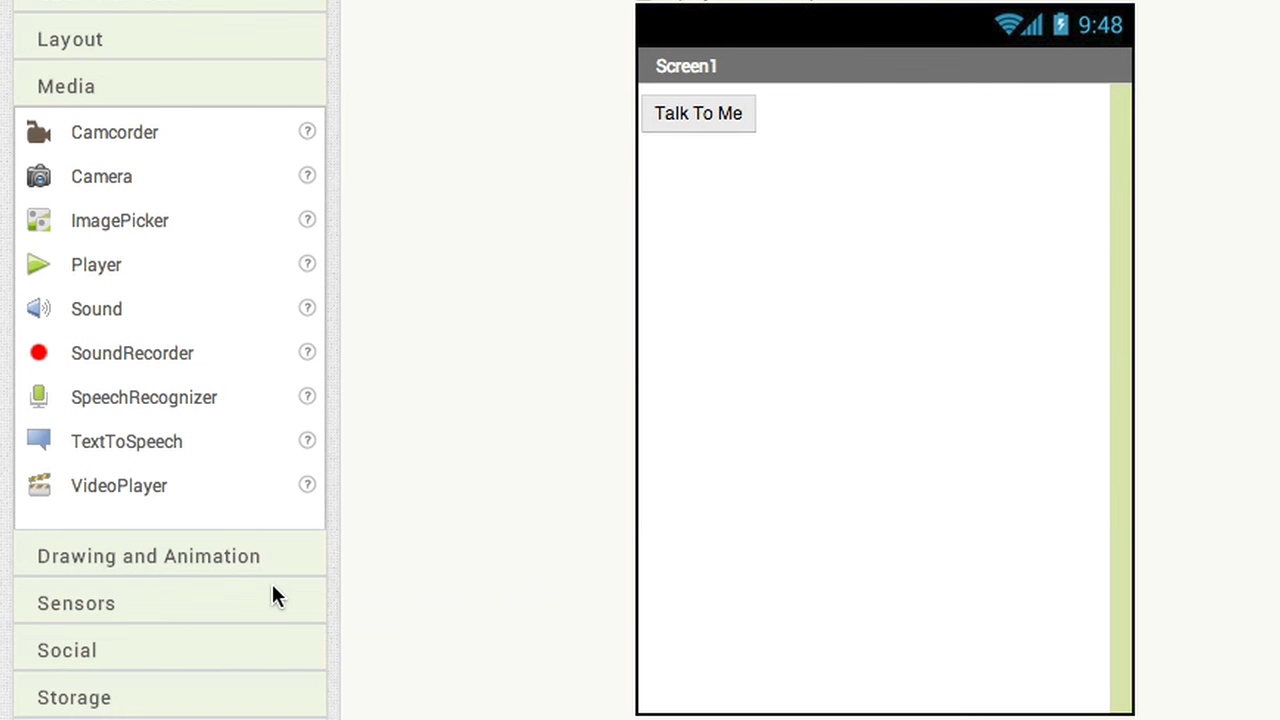 Layout
Media
Camcorder ?
Camera ?
ImagePicker ?
Player ?
Sound ?
SoundRecorder ?
SpeechRecognizer ?
TextToSpeech ?
VideoPlayer ?
Drawing and Animation
Sensors
Social
Storage
9:48
Screen1
Talk To Me